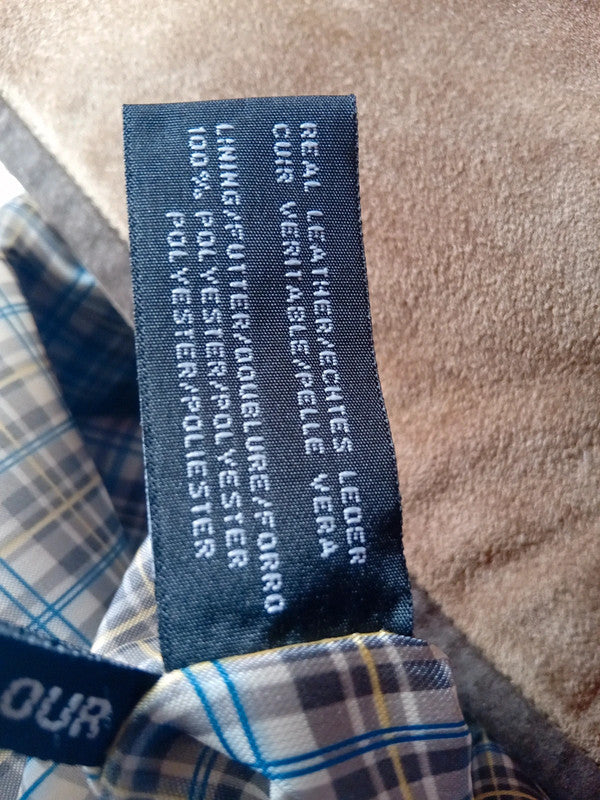 REAL LEATHER/ECHTES LEDER
CUIR VERITABLE/PELLE VERA
LINING/FUTTER/DOUBLURE/FORRO
100% POLYESTER/POLYESTER
POLYESTER/POLIESTER
OUR